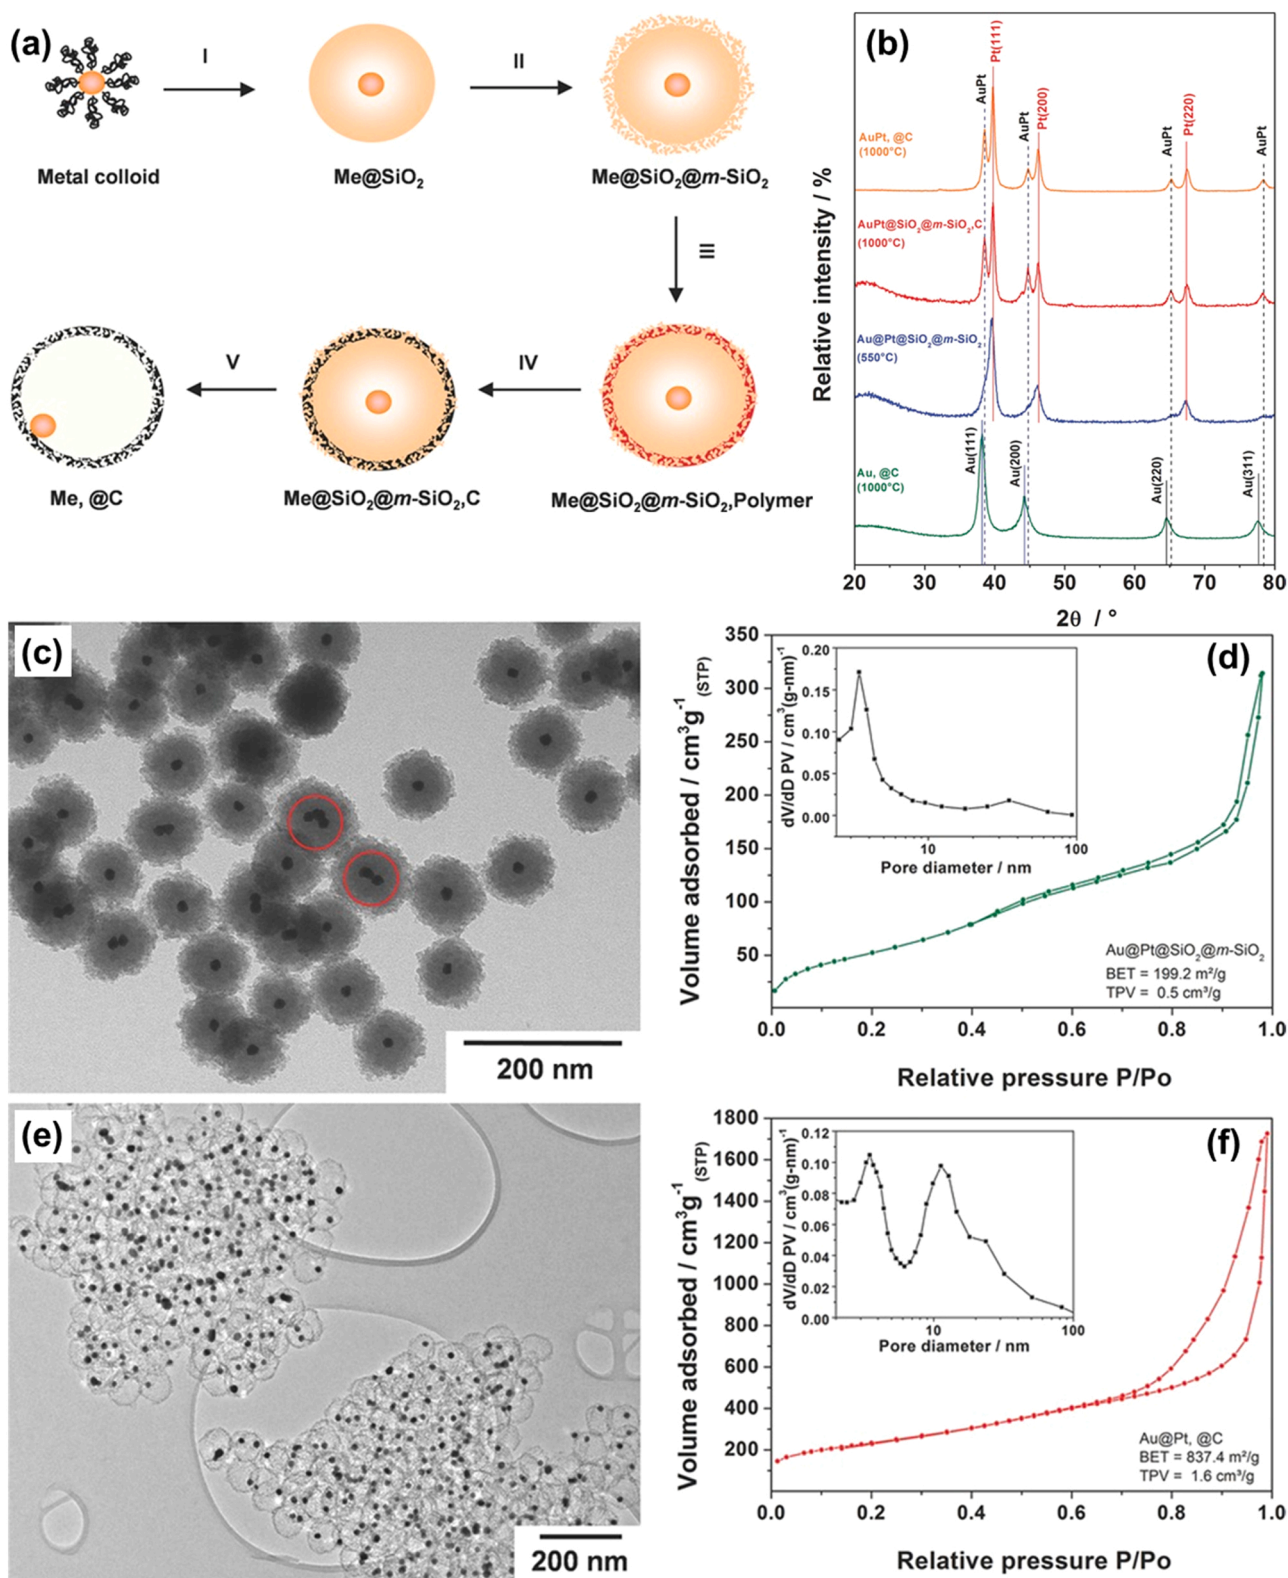 (a)
I
II
Metal colloid
Me@SiO₂
Me@SiO₂@m-SiO₂
III
V
IV
Me, @C
Me@SiO₂@m-SiO₂,C
Me@SiO₂@m-SiO₂,Polymer
(b)
AuPt
Pt(111)
AuPt
Pt(200)
AuPt
Pt(220)
AuPt
AuPt, @C
(1000°C)
AuPt@SiO₂@m-SiO₂,C
(1000°C)
Au@Pt@SiO₂@m-SiO₂
(550°C)
Au, @C
(1000°C)
Au(111)
Au(200)
Au(220)
Au(311)
Relative intensity / %
20 30 40 50 60 70 80
2θ / °
(c)
200 nm
(d)
350
300
250
200
150
100
50
Volume adsorbed / cm³g⁻¹ (STP)
0.20
0.15
0.10
0.05
0.00
dV/dD PV / cm³(g-nm)⁻¹
10 100
Pore diameter / nm
Au@Pt@SiO₂@m-SiO₂
BET = 199.2 m²/g
TPV = 0.5 cm³/g
0.0 0.2 0.4 0.6 0.8 1.0
Relative pressure P/Po
(e)
200 nm
(f)
1800
1600
1400
1200
1000
800
600
400
200
Volume adsorbed / cm³g⁻¹ (STP)
0.12
0.10
0.08
0.06
0.04
0.02
0.00
dV/dD PV / cm³(g-nm)⁻¹
10 100
Pore diameter / nm
Au@Pt, @C
BET = 837.4 m²/g
TPV = 1.6 cm³/g
0.0 0.2 0.4 0.6 0.8 1.0
Relative pressure P/Po